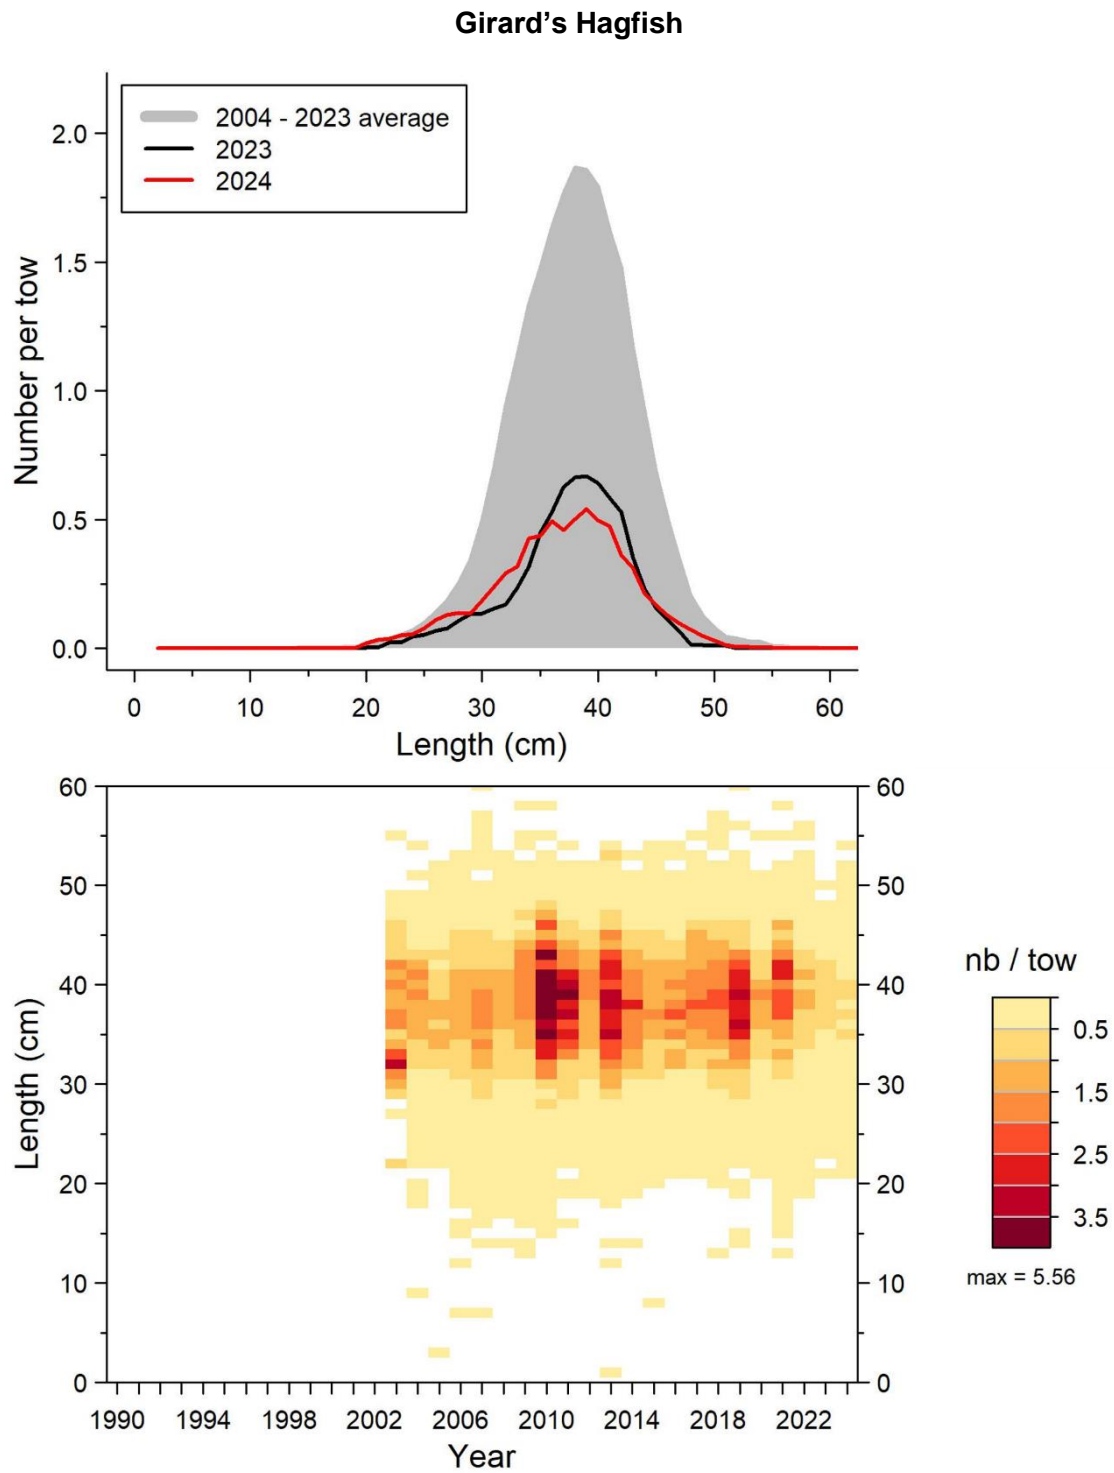 Girard’s Hagfish
2004 - 2023 average
2023
2024
Number per tow
2.0
1.5
1.0
0.5
0.0
0 10 20 30 40 50 60
Length (cm)
Length (cm)
60
50
40
30
20
10
0
60
50
40
30
20
10
0
1990 1994 1998 2002 2006 2010 2014 2018 2022
Year
nb / tow
0.5
1.5
2.5
3.5
max = 5.56